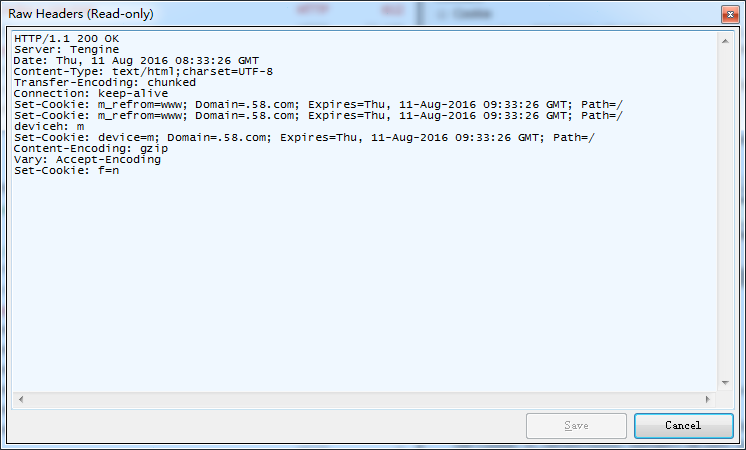 Raw Headers (Read-only)
HTTP/1.1 200 OK
Server: Tengine
Date: Thu, 11 Aug 2016 08:33:26 GMT
Content-Type: text/html;charset=UTF-8
Transfer-Encoding: chunked
Connection: keep-alive
Set-Cookie: m_refrom=www; Domain=.58.com; Expires=Thu, 11-Aug-2016 09:33:26 GMT; Path=/
Set-Cookie: m_refrom=www; Domain=.58.com; Expires=Thu, 11-Aug-2016 09:33:26 GMT; Path=/
deviceh: m
Set-Cookie: device=m; Domain=.58.com; Expires=Thu, 11-Aug-2016 09:33:26 GMT; Path=/
Content-Encoding: gzip
Vary: Accept-Encoding
Set-Cookie: f=n
Save Cancel